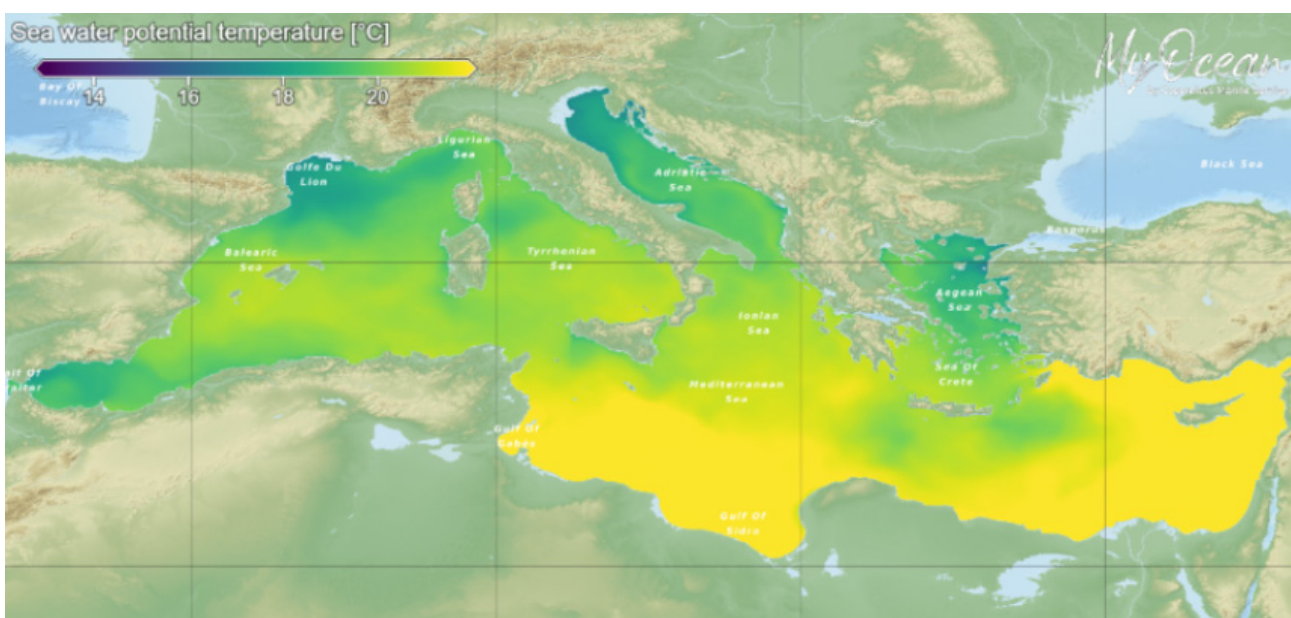 Sea water potential temperature [°C]
14 16 18 20
Bay Of
Biscay
MyOcean
Black Sea
Ligurian
Sea
Golfe Du
Lion
Adriatic
Sea
Bosporus
Balearic
Sea
Tyrrhenian
Sea
Aegean
Sea
Ionian
Sea
Sea Of
Crete
Mediterranean
Sea
Gulf Of
Gabes
Gulf Of
Sidra